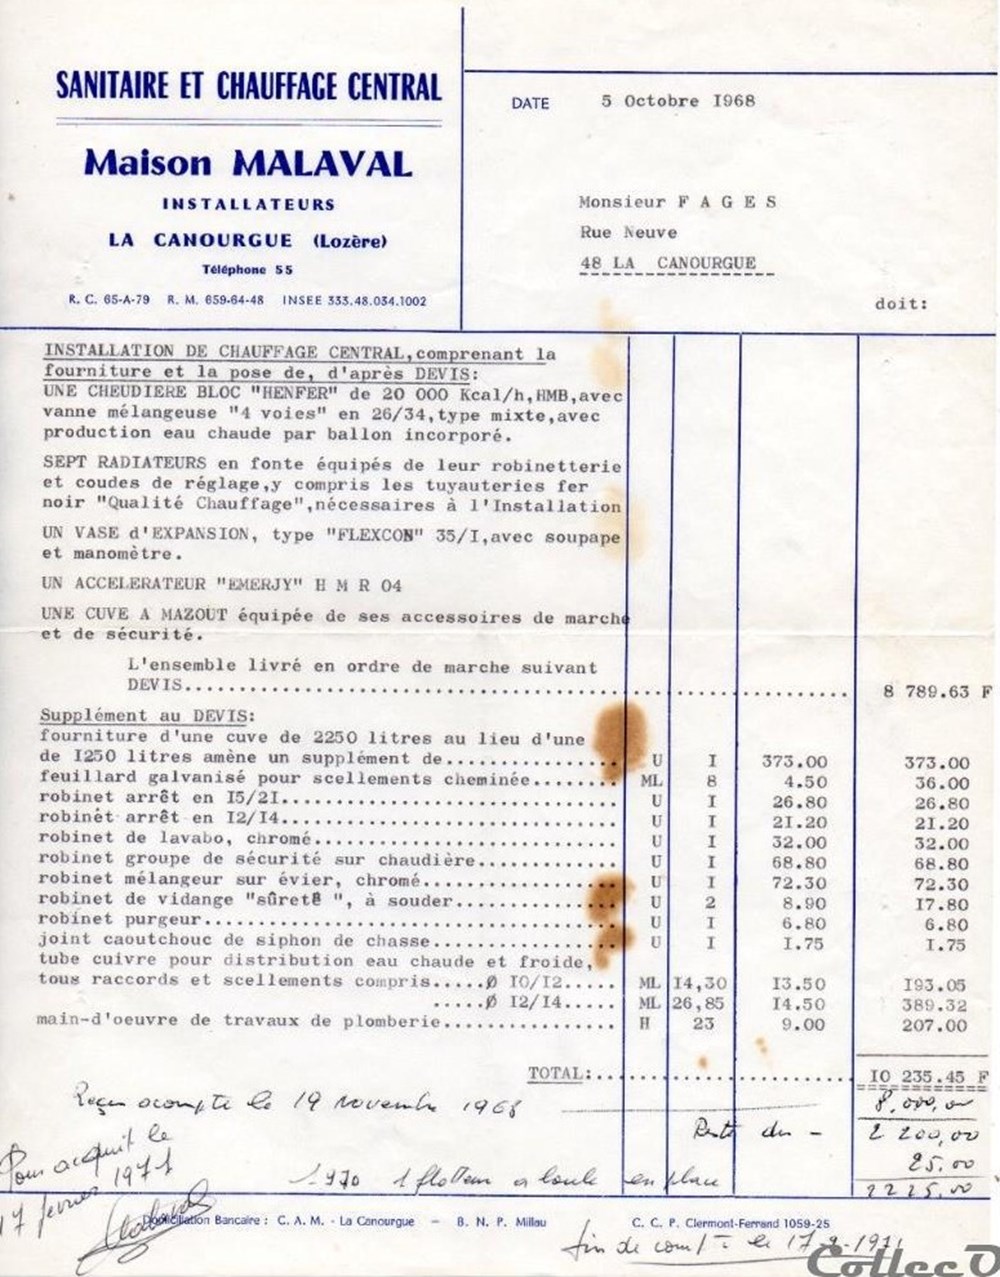 SANITAIRE ET CHAUFFAGE CENTRAL
Maison MALAVAL
INSTALLATEURS
LA CANOURGUE (Lozère)
Téléphone 55
R. C. 65-A-79 R. M. 659-64-48 INSEE 333.48.034.1002
DATE 5 Octobre I968
Monsieur F A G E S
Rue Neuve
48 LA CANOURGUE
doit:
INSTALLATION DE CHAUFFAGE CENTRAL,comprenant la
fourniture et la pose de, d'après DEVIS:
UNE CHEUDIERE BLOC "HENFER" de 20 000 Kcal/h,HMB,avec
vanne mélangeuse "4 voies" en 26/34,type mixte,avec
production eau chaude par ballon incorporé.
SEPT RADIATEURS en fonte équipés de leur robinetterie
et coudes de réglage,y compris les tuyauteries fer
noir "Qualité Chauffage",nécessaires à l'Installation
UN VASE d'EXPANSION, type "FLEXCON" 35/I,avec soupape
et manomètre.
UN ACCELERATEUR "EMERJY" H M R 04
UNE CUVE A MAZOUT équipée de ses accessoires de marche
et de sécurité.
L'ensemble livré en ordre de marche suivant
DEVIS.................................................... 8 789.63 F
Supplément au DEVIS:
fourniture d'une cuve de 2250 litres au lieu d'une
de I250 litres amène un supplément de................ U I 373.00 373.00
feuillard galvanisé pour scellements cheminée........ ML 8 4.50 36.00
robinet arrêt en I5/2I............................... U I 26.80 26.80
robinet arrêt en I2/I4............................... U I 2I.20 2I.20
robinet de lavabo, chromé............................ U I 32.00 32.00
robinet groupe de sécurité sur chaudière............. U I 68.80 68.80
robinet mélangeur sur évier, chromé.................. U I 72.30 72.30
robinet de vidange "sûretê ", à souder............... U 2 8.90 I7.80
robinet purgeur...................................... U I 6.80 6.80
joint caoutchouc de siphon de chasse................. U I I.75 I.75
tube cuivre pour distribution eau chaude et froide,
tous raccords et scellements compris.....Ø IO/I2..... ML I4,30 I3.50 I93.05
.....Ø I2/I4..... ML 26,85 I4.50 389.32
main-d'oeuvre de travaux de plomberie................ H 23 9.00 207.00
TOTAL:........................ IO 235.45 F
Reçu acompte le 19 novembre 1968 8,000,00
Reste du - 2 200,00
25.00
Pour acquit le
17 février 1971
1970 1 flotteur a boule en place 2225.00
Domiciliation Bancaire : C. A. M. - La Canourgue – B. N. P. Millau C. C. P. Clermont-Ferrand 1059-25
fin de compte le 17-2-1971
CollecO